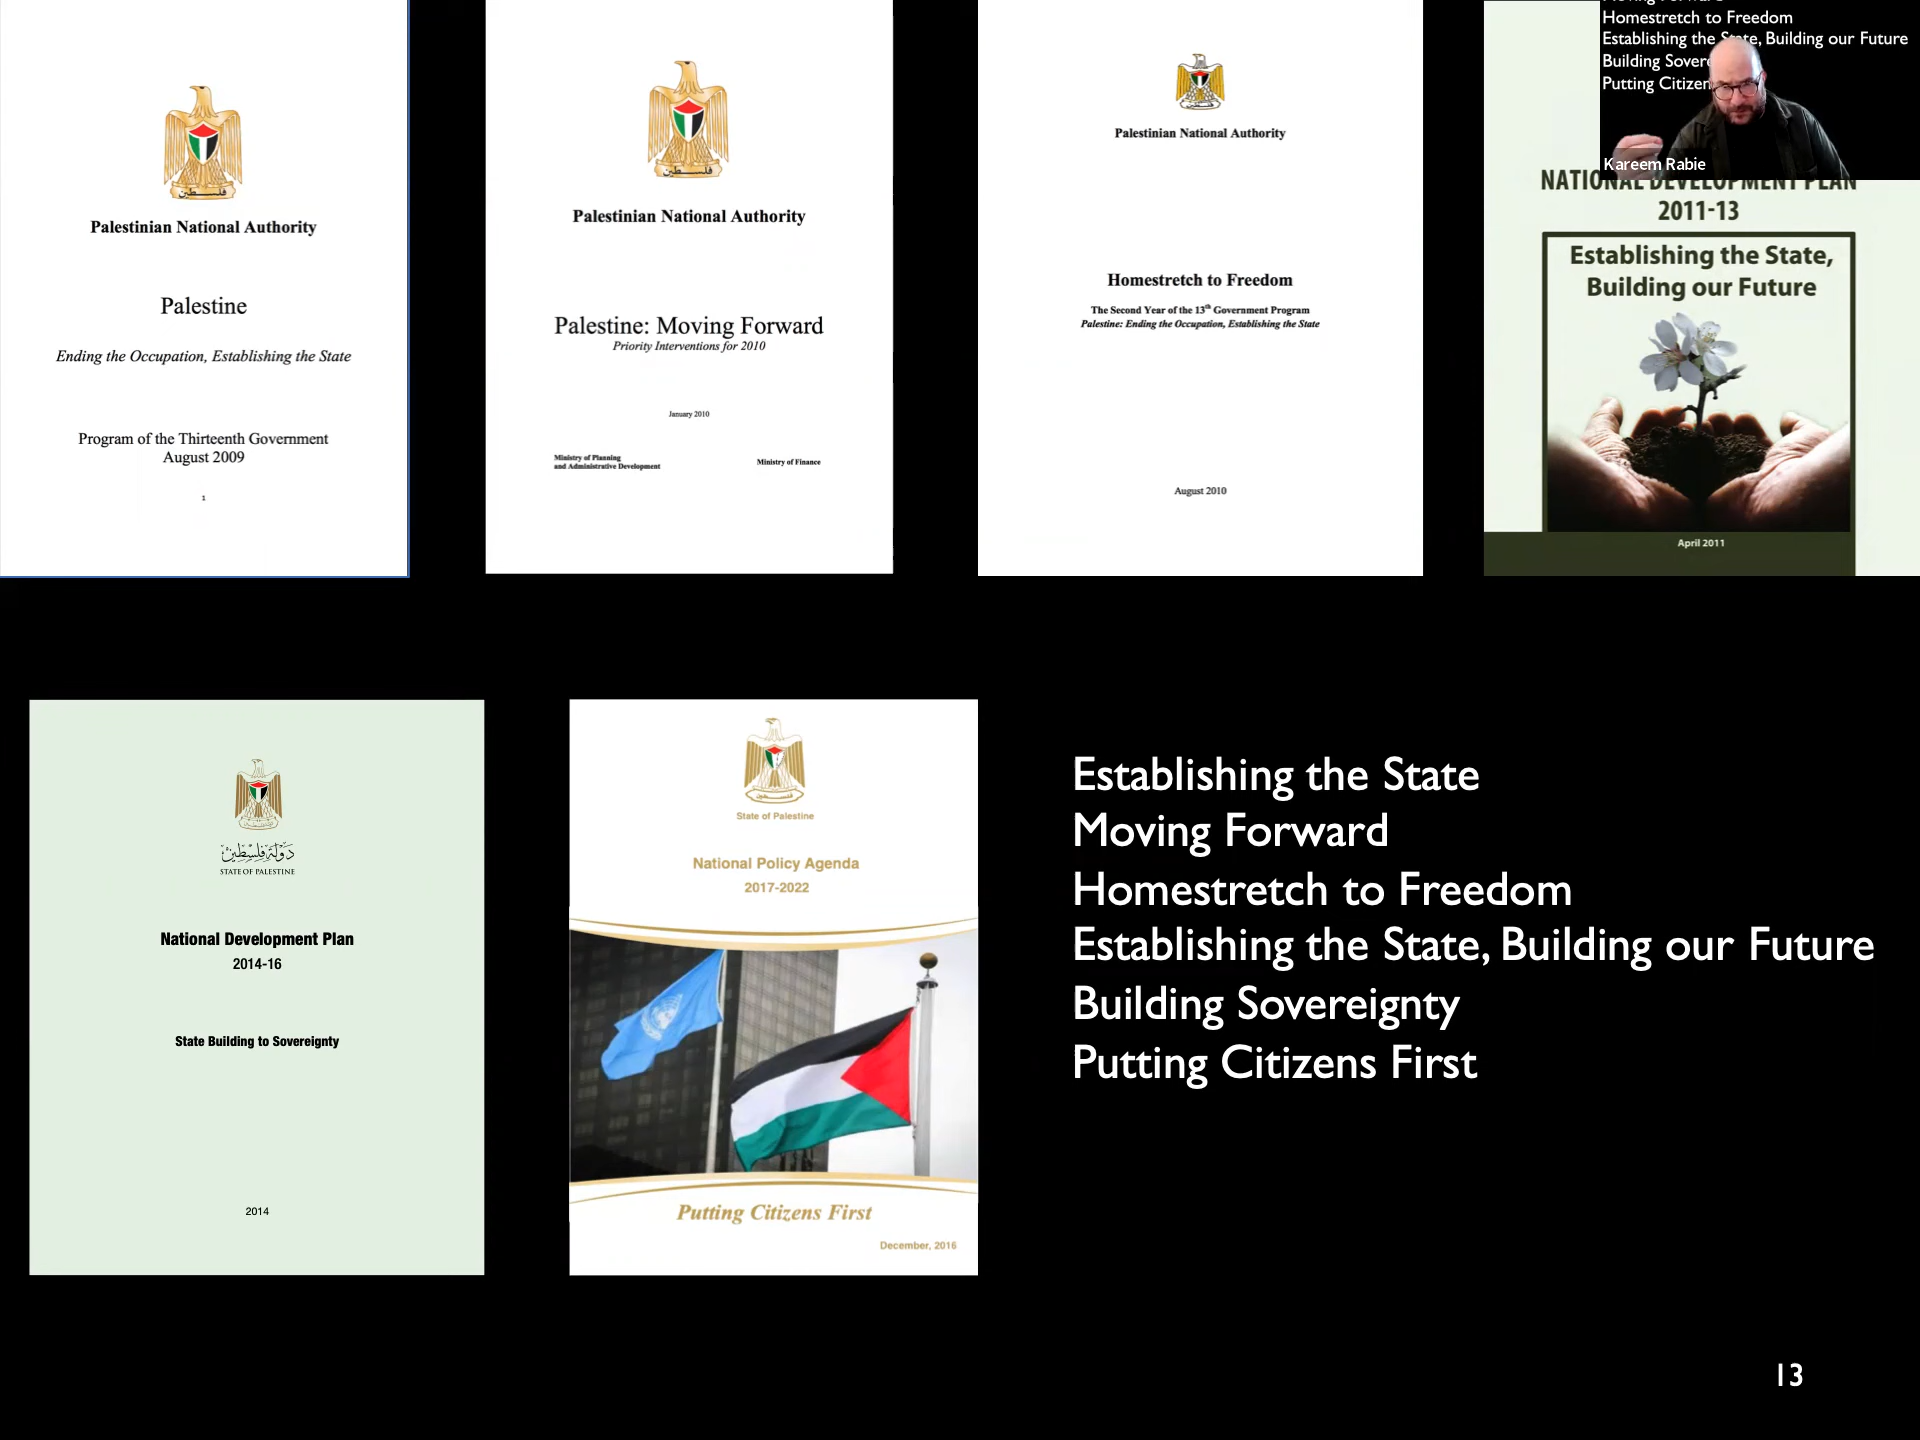 فلسطين
Palestinian National Authority
Palestine
Ending the Occupation, Establishing the State
Program of the Thirteenth Government
August 2009
1
فلسطين
Palestinian National Authority
Palestine: Moving Forward
Priority Interventions for 2010
January 2010
Ministry of Planning
and Administrative Development
Ministry of Finance
فلسطين
Palestinian National Authority
Homestretch to Freedom
The Second Year of the 13th Government Program
Palestine: Ending the Occupation, Establishing the State
August 2010
Homestretch to Freedom
Establishing the State, Building our Future
Building
Putting
Kareem Rabie
NATIONAL DEVELOPMENT PLAN
2011-13
Establishing the State,
Building our Future
April 2011
دولة فلسطين
STATE OF PALESTINE
National Development Plan
2014-16
State Building to Sovereignty
2014
فلسطين
State of Palestine
National Policy Agenda
2017-2022
Putting Citizens First
December, 2016
Establishing the State
Moving Forward
Homestretch to Freedom
Establishing the State, Building our Future
Building Sovereignty
Putting Citizens First
13